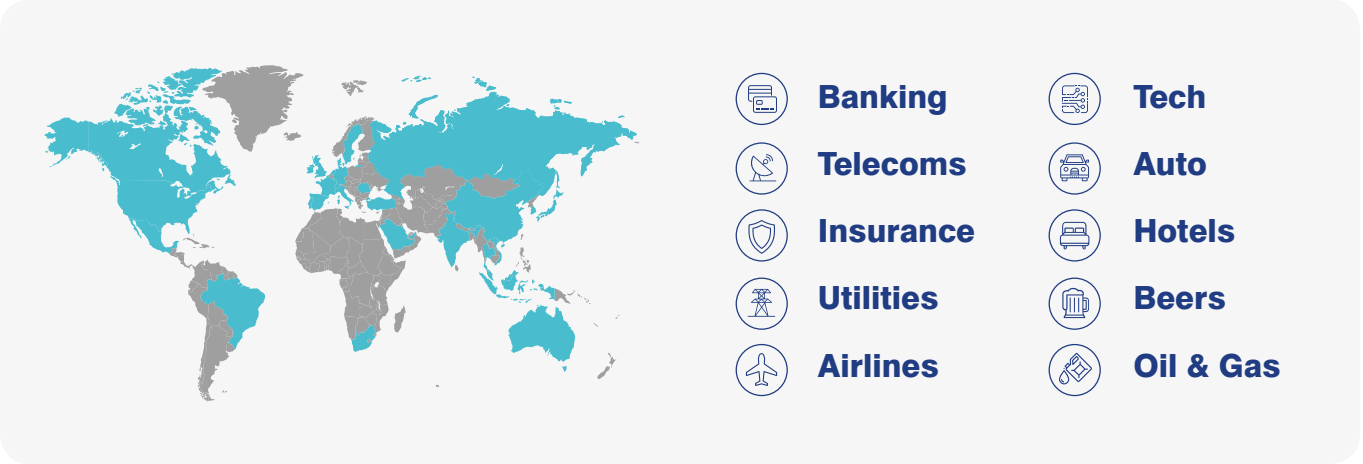 Banking
Telecoms
Insurance
Utilities
Airlines
Tech
Auto
Hotels
Beers
Oil & Gas